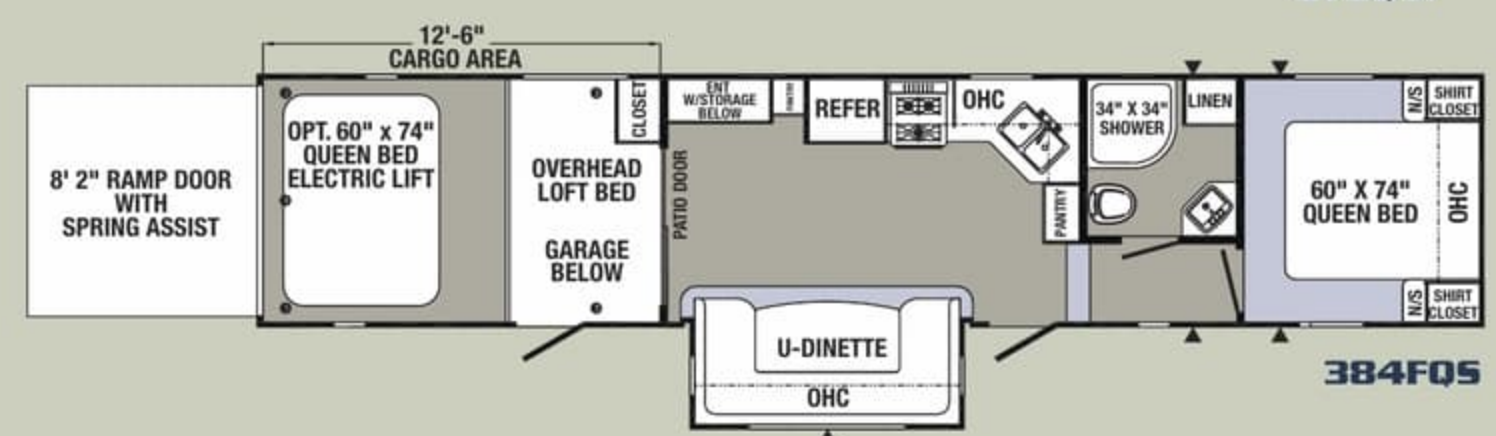 12'-6"
CARGO AREA
8' 2" RAMP DOOR
WITH
SPRING ASSIST
OPT. 60" x 74"
QUEEN BED
ELECTRIC LIFT
CLOSET
OVERHEAD
LOFT BED
GARAGE
BELOW
PATIO DOOR
ENT
W/STORAGE
BELOW
PANTRY
REFER
OHC
PANTRY
U-DINETTE
OHC
34" X 34"
SHOWER
LINEN
N/S
SHIRT
CLOSET
60" X 74"
QUEEN BED
OHC
N/S
SHIRT
CLOSET
384FQS